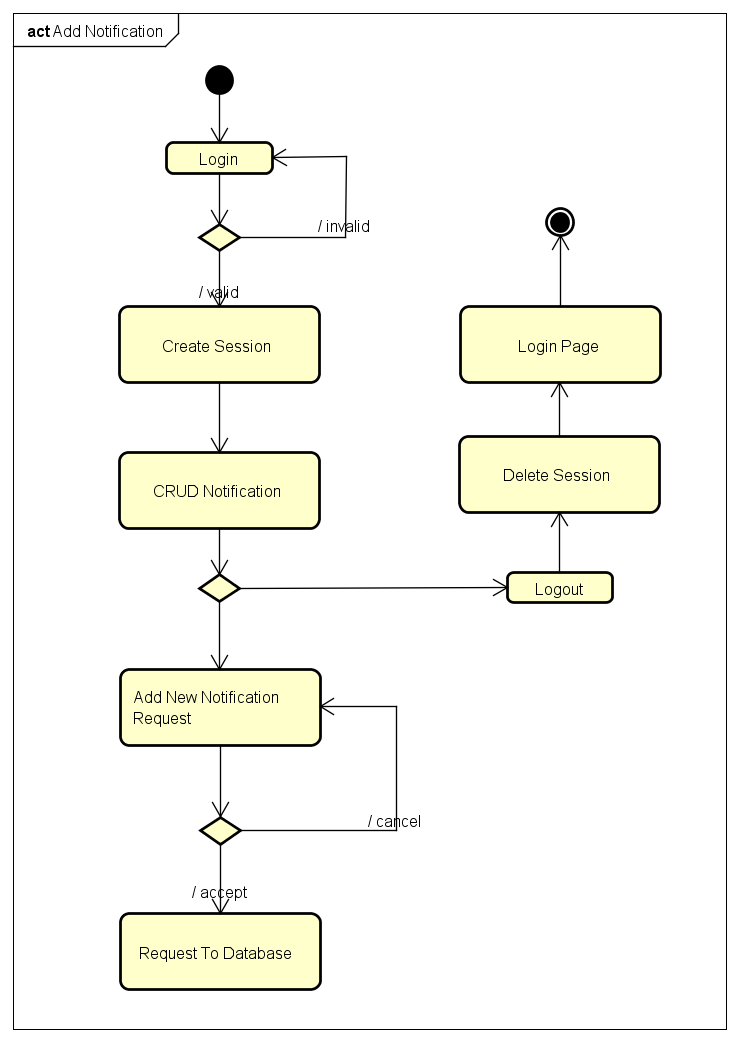 act Add Notification
Login
/ invalid
/ valid
Create Session
Login Page
CRUD Notification
Delete Session
Logout
Add New Notification
Request
/ cancel
/ accept
Request To Database